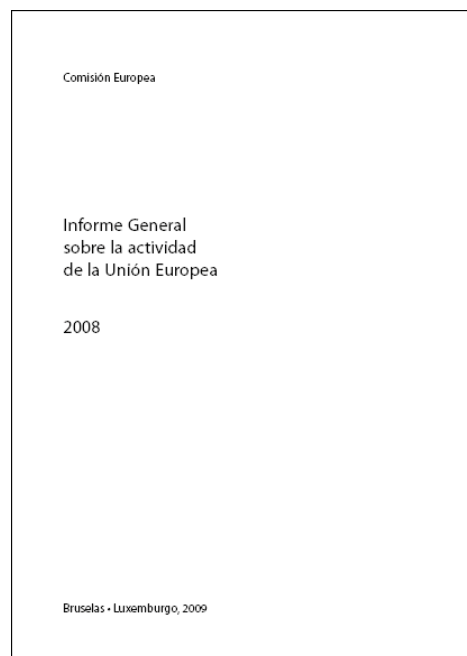 Comisión Europea
Informe General
sobre la actividad
de la Unión Europea
2008
Bruselas • Luxemburgo, 2009